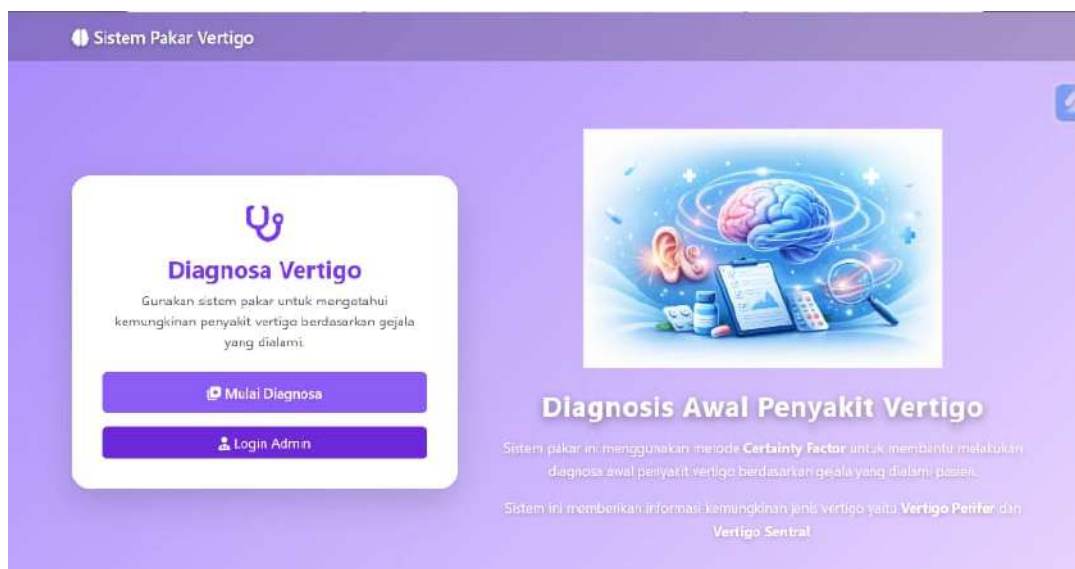 Sistem Pakar Vertigo
Diagnosa Vertigo
Gunakan sistem pakar untuk mengetahui
kemungkinan penyakit vertigo berdasarkan gejala
yang dialami.
Mulai Diagnosa
Login Admin
Diagnosis Awal Penyakit Vertigo
Sistem pakar ini menggunakan metode Certainty Factor untuk membantu melakukan
diagnosa awal penyakit vertigo berdasarkan gejala yang dialami pasien.
Sistem ini memberikan informasi kemungkinan jenis vertigo yaitu Vertigo Perifer dan
Vertigo Sentral